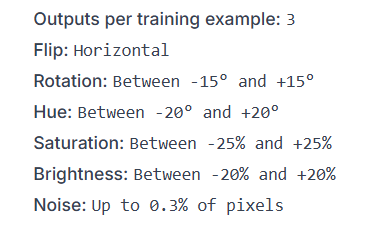 Outputs per training example: 3
Flip: Horizontal
Rotation: Between -15° and +15°
Hue: Between -20° and +20°
Saturation: Between -25% and +25%
Brightness: Between -20% and +20%
Noise: Up to 0.3% of pixels